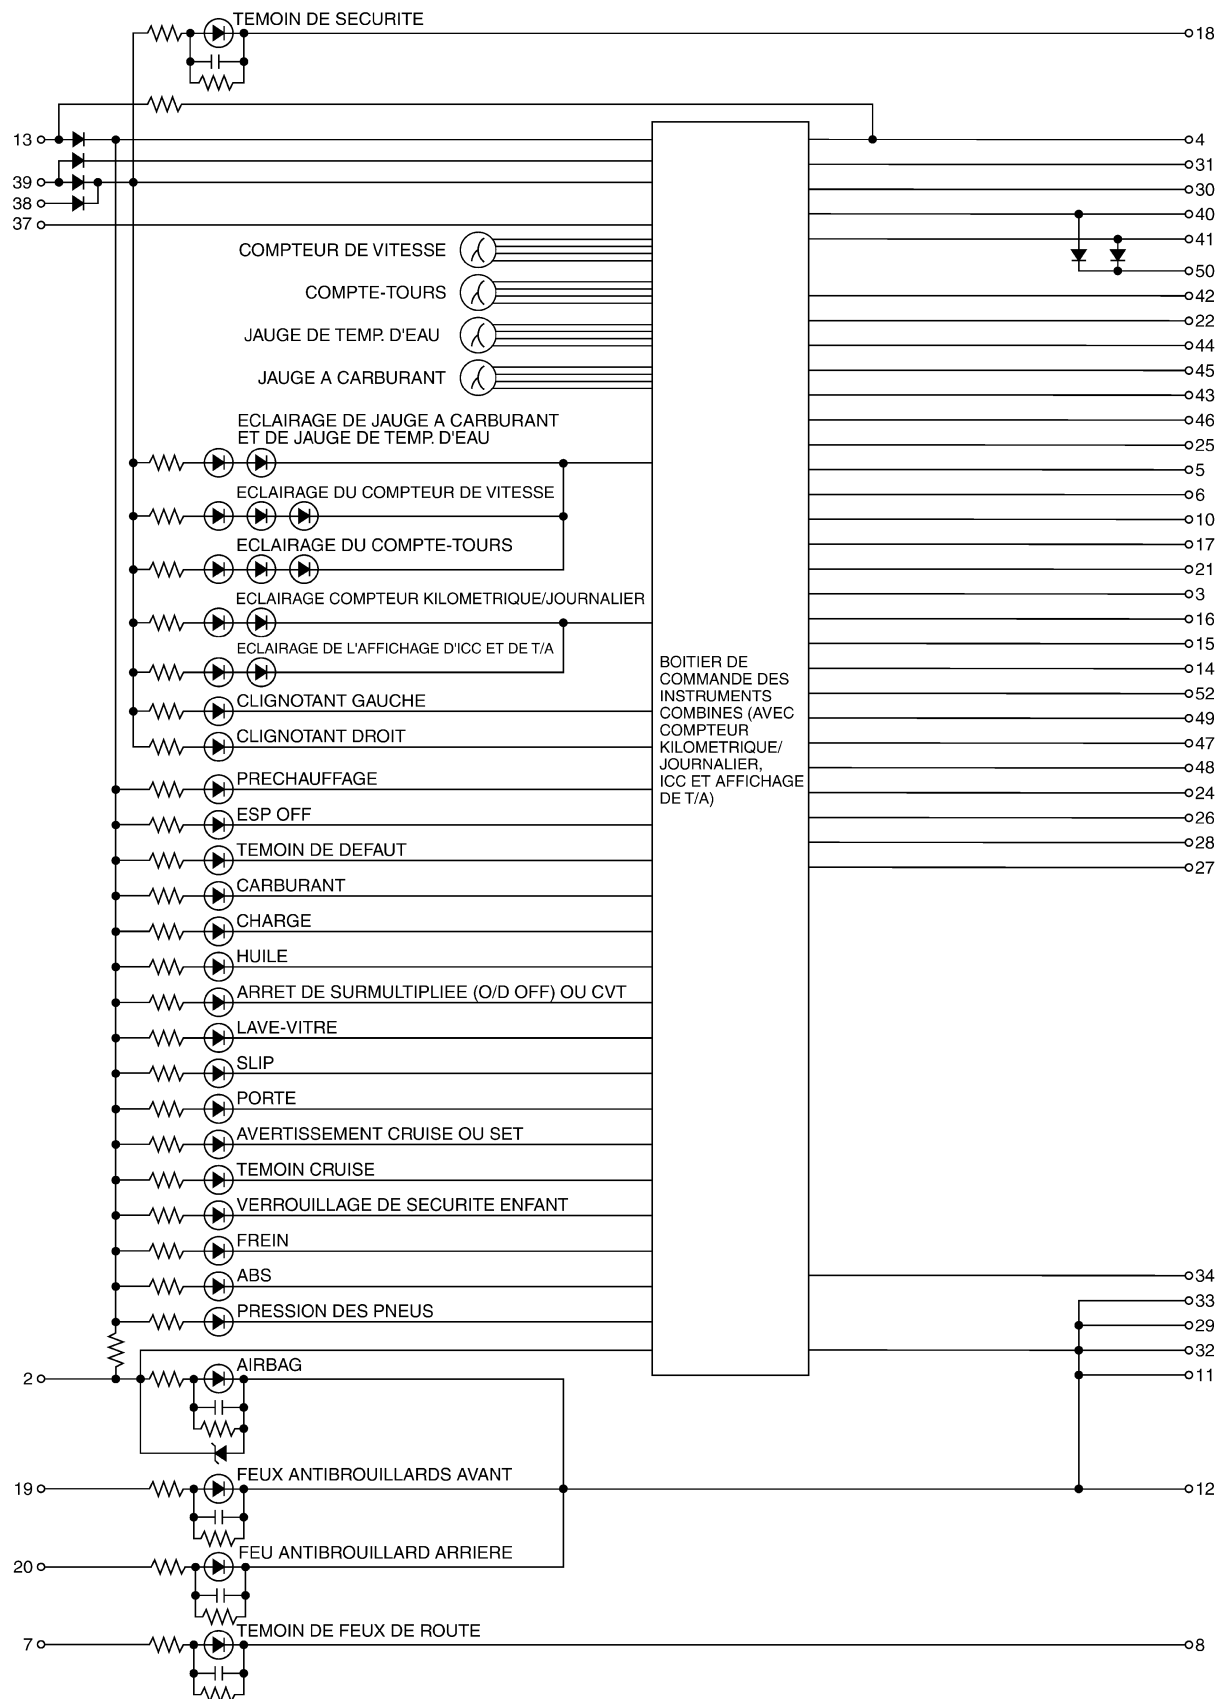 TEMOIN DE SECURITE
18
13
4
31
39
30
38
40
37
41
COMPTEUR DE VITESSE
50
COMPTE-TOURS
42
22
JAUGE DE TEMP. D'EAU
44
45
JAUGE A CARBURANT
43
46
ECLAIRAGE DE JAUGE A CARBURANT
ET DE JAUGE DE TEMP. D'EAU
25
5
ECLAIRAGE DU COMPTEUR DE VITESSE
6
10
ECLAIRAGE DU COMPTE-TOURS
17
21
ECLAIRAGE COMPTEUR KILOMETRIQUE/JOURNALIER
3
16
ECLAIRAGE DE L'AFFICHAGE D'ICC ET DE T/A
15
14
BOITIER DE
COMMANDE DES
INSTRUMENTS
COMBINES (AVEC
COMPTEUR
KILOMETRIQUE/
JOURNALIER,
ICC ET AFFICHAGE
DE T/A)
52
CLIGNOTANT GAUCHE
49
CLIGNOTANT DROIT
47
48
PRECHAUFFAGE
24
ESP OFF
26
28
TEMOIN DE DEFAUT
27
CARBURANT
CHARGE
HUILE
ARRET DE SURMULTIPLIEE (O/D OFF) OU CVT
LAVE-VITRE
SLIP
PORTE
AVERTISSEMENT CRUISE OU SET
TEMOIN CRUISE
VERROUILLAGE DE SECURITE ENFANT
FREIN
ABS
34
33
PRESSION DES PNEUS
29
32
AIRBAG
2
11
FEUX ANTIBROUILLARDS AVANT
19
12
FEU ANTIBROUILLARD ARRIERE
20
TEMOIN DE FEUX DE ROUTE
7
8